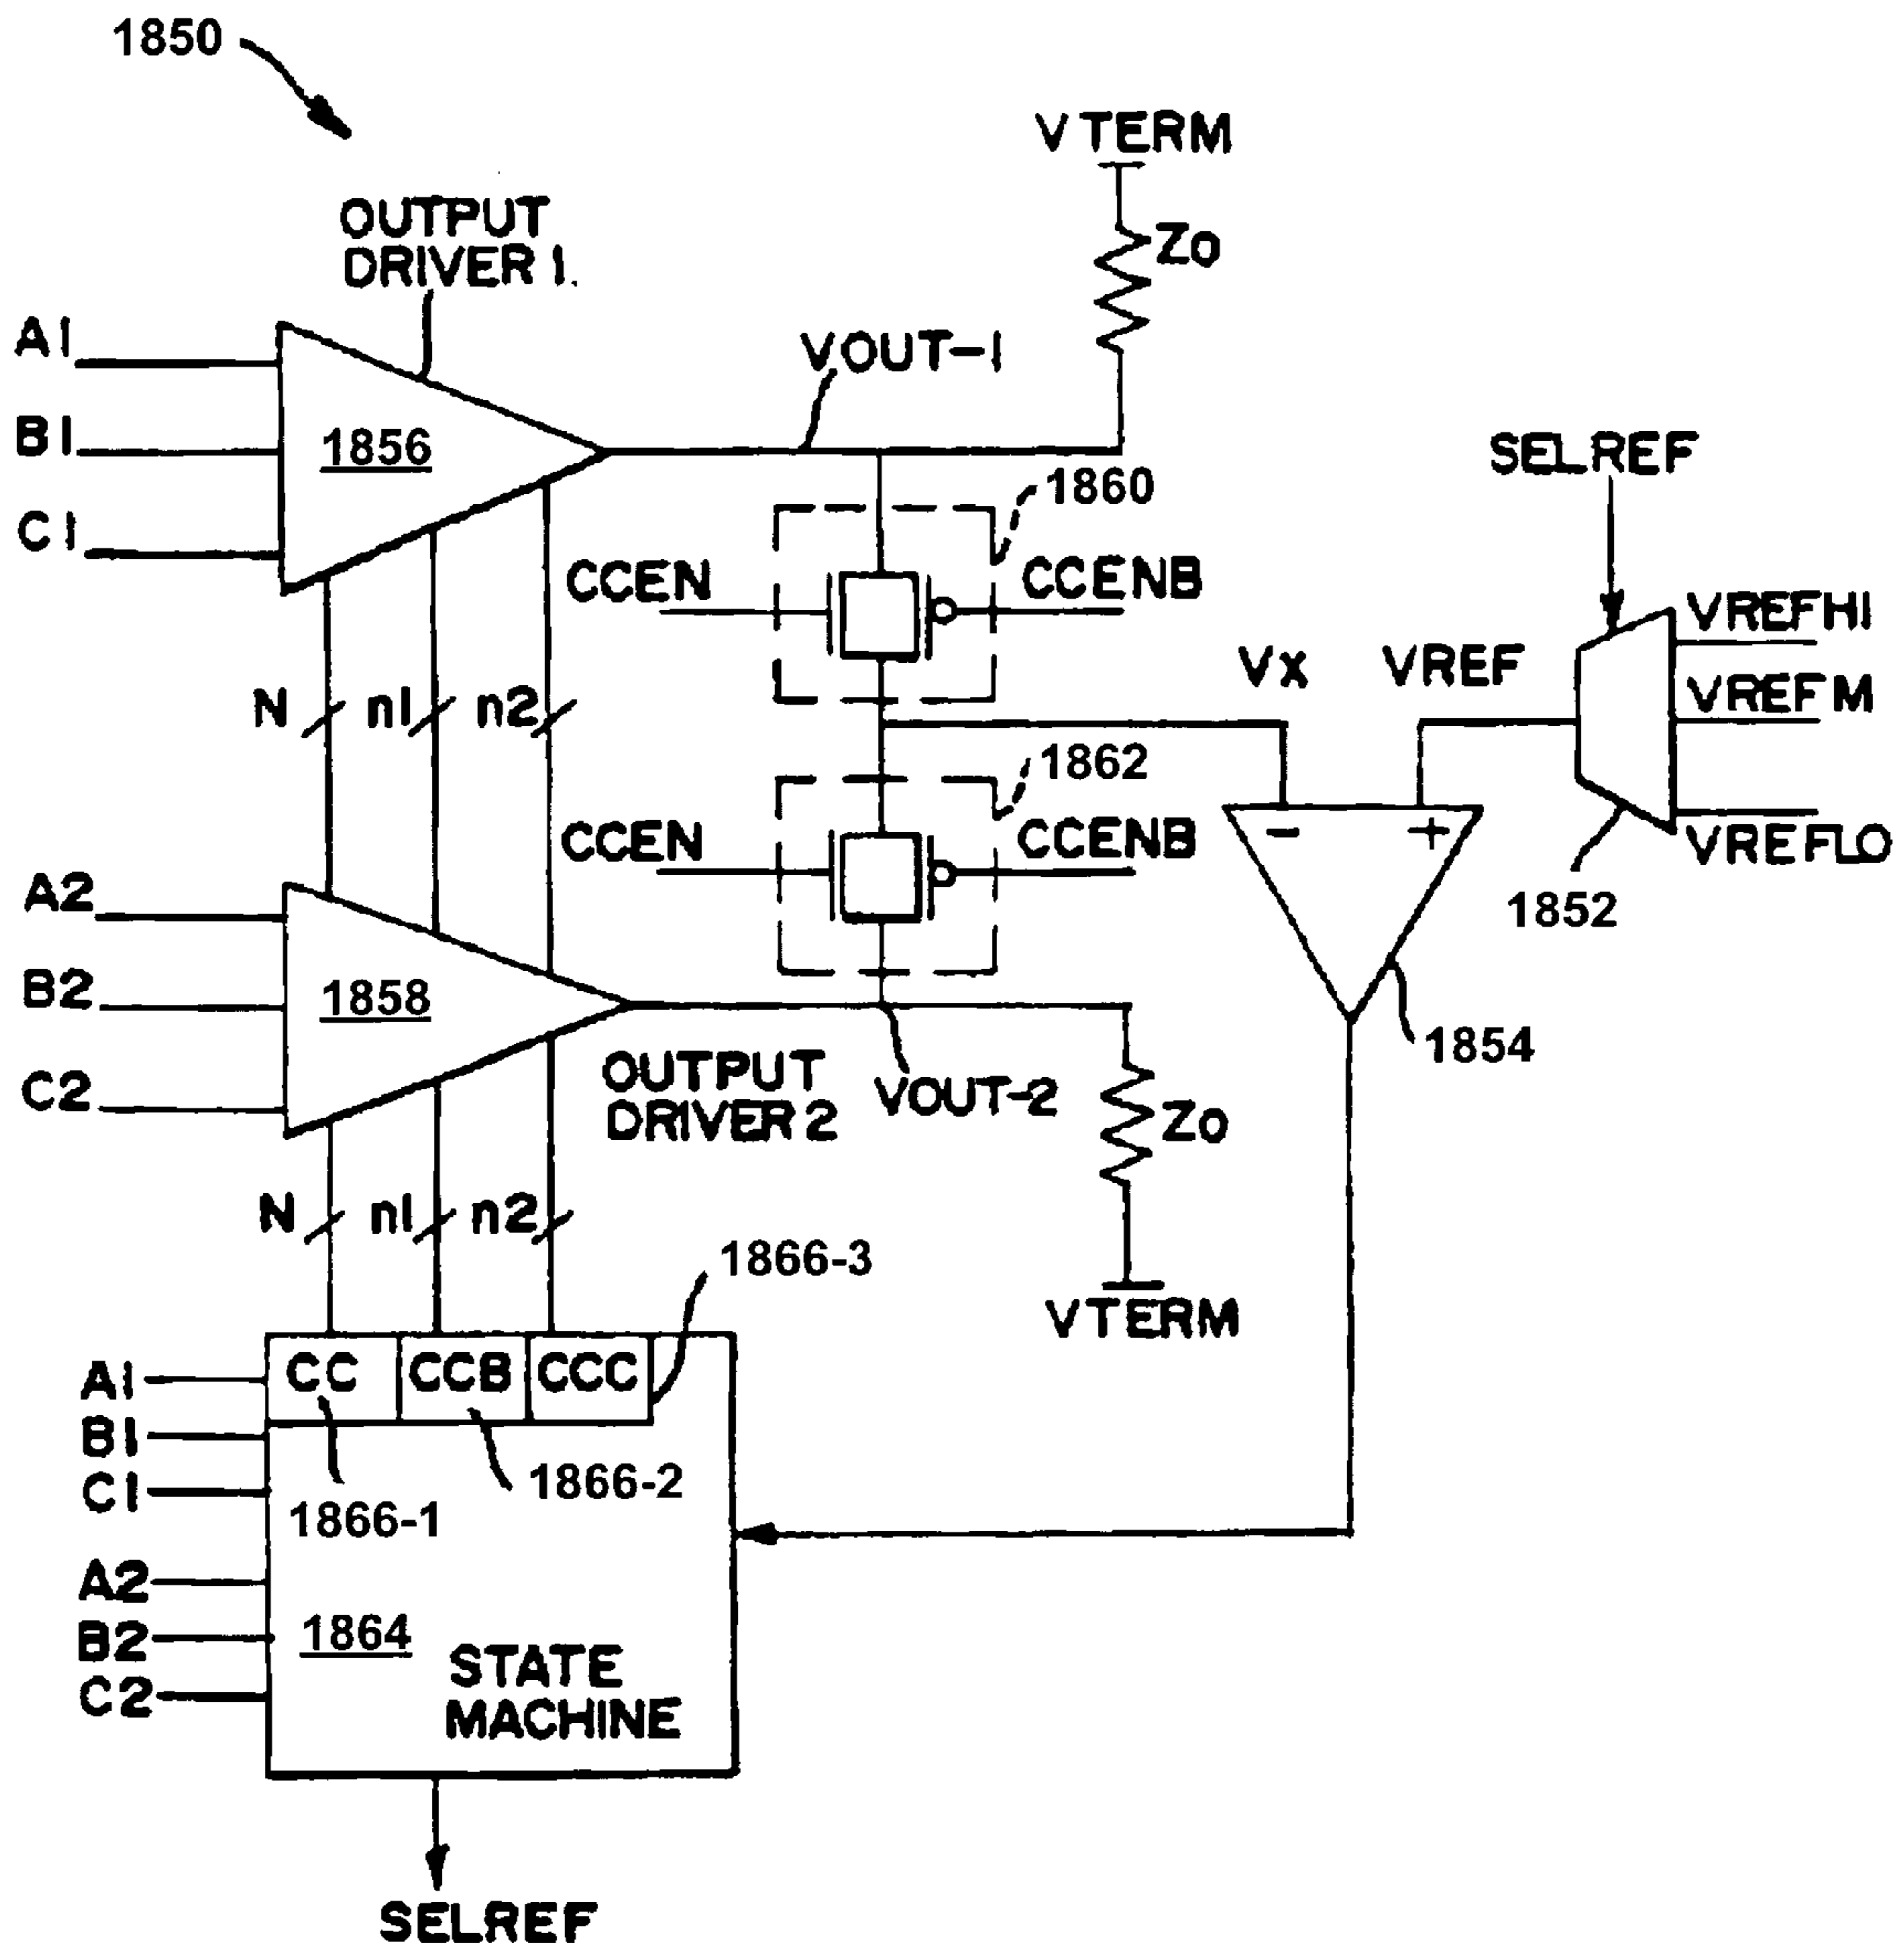 1850
VTERM
OUTPUT
DRIVER 1.
Zo
A1
VOUT-1
B1
1856
SELREF
1860
C1
CCEN
CCENB
VREFHI
Vx
VREF
N
n1
n2
VREFM
1862
CCEN
CCENB
- +
VREFLO
A2
1852
B2
1858
1854
OUTPUT
DRIVER 2
VOUT-2
C2
Zo
N
n1
n2
1866-3
VTERM
CC
CCB
CCC
A1
B1
1866-2
C1
1866-1
A2
B2
1864
STATE
MACHINE
C2
SELREF